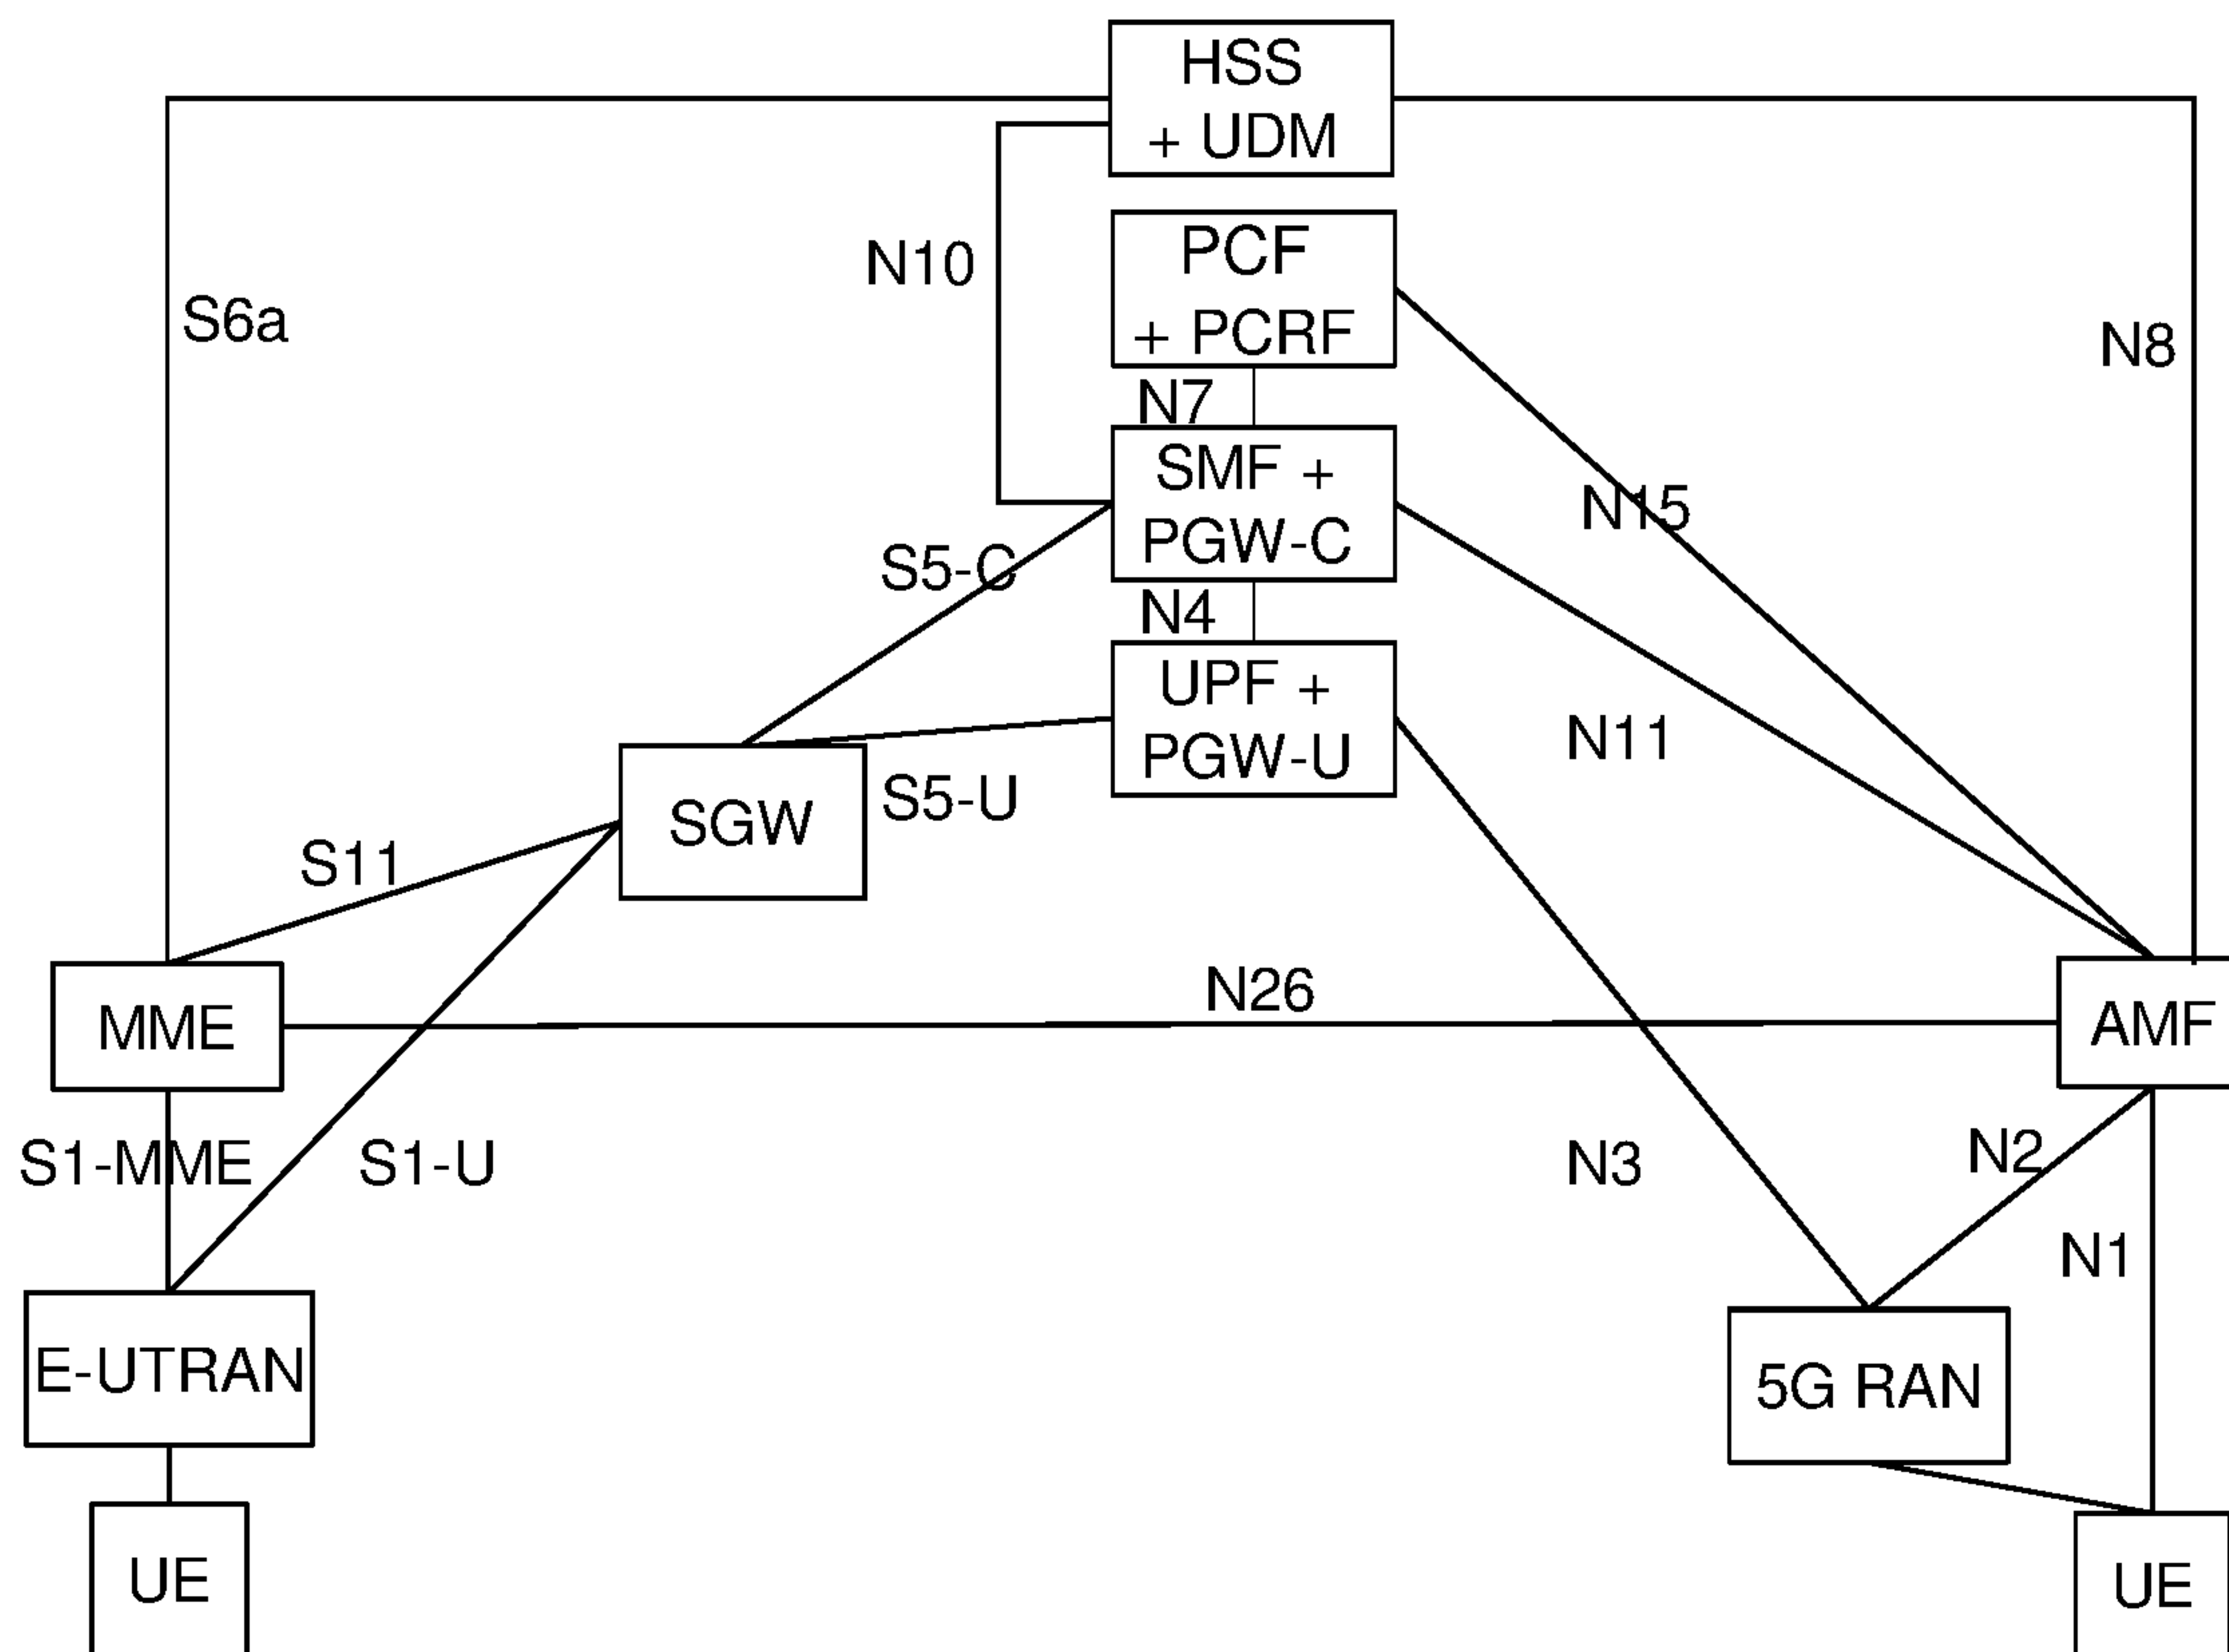 HSS
+ UDM
PCF
+ PCRF
N10
S6a
N8
N7
SMF +
PGW-C
N15
S5-C
N4
UPF +
PGW-U
N11
S5-U
SGW
S11
N26
MME
AMF
S1-MME
S1-U
N3
N2
N1
E-UTRAN
5G RAN
UE
UE